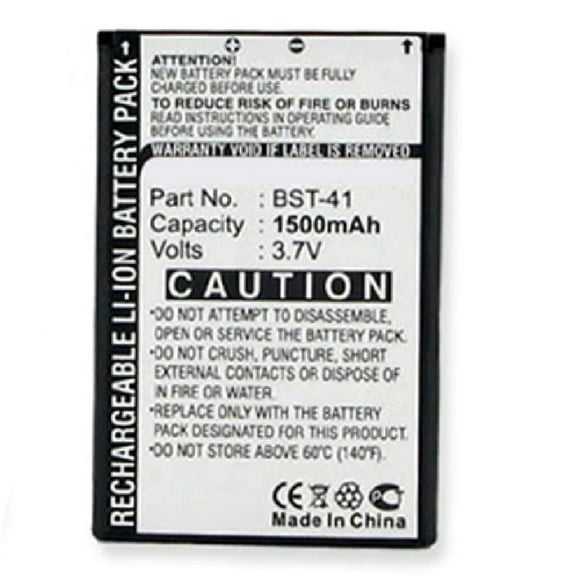 ATTENTION!
NEW BATTERY PACK MUST BE FULLY
CHARGED BEFORE USE.
TO REDUCE RISK OF FIRE OR BURNS
READ INSTRUCTIONS IN OPERATING GUIDE
BEFORE USING THE BATTERY.
WARRANTY VOID IF LABEL IS REMOVED
RECHARGEABLE LI-ION BATTERY PACK
Part No. : BST-41
Capacity : 1500mAh
Volts : 3.7V
CAUTION
•DO NOT ATTEMPT TO DISASSEMBLE,
OPEN OR SERVICE THE BATTERY PACK.
•DO NOT CRUSH, PUNCTURE, SHORT
EXTERNAL CONTACTS OR DISPOSE OF
IN FIRE OR WATER.
•REPLACE ONLY WITH THE BATTERY
PACK DESIGNATED FOR THIS PRODUCT.
•DO NOT STORE ABOVE 60°C (140°F).
CE
Made In China